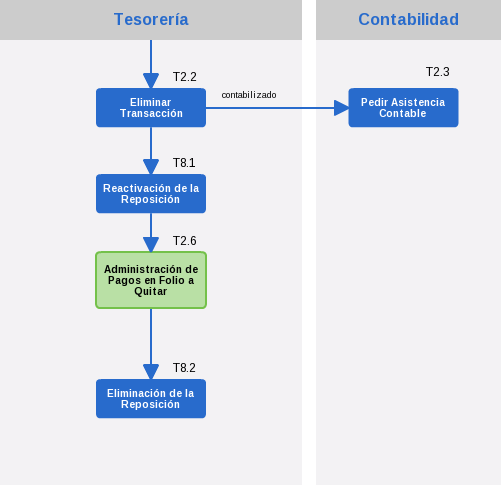 Tesorería
Contabilidad
T2.2
T2.3
Eliminar
Transacción
contabilizado
Pedir Asistencia
Contable
T8.1
Reactivación de la
Reposición
T2.6
Administración de
Pagos en Folio a
Quitar
T8.2
Eliminación de la
Reposición